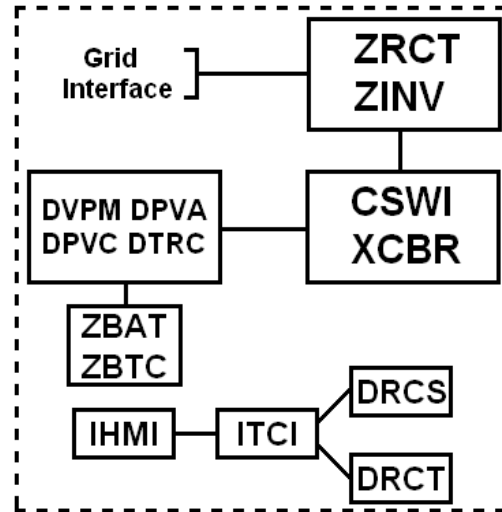 Grid
Interface
ZRCT
ZINV
DVPM DPVA
DPVC DTRC
CSWI
XCBR
ZBAT
ZBTC
DRCS
IHMI
ITCI
DRCT